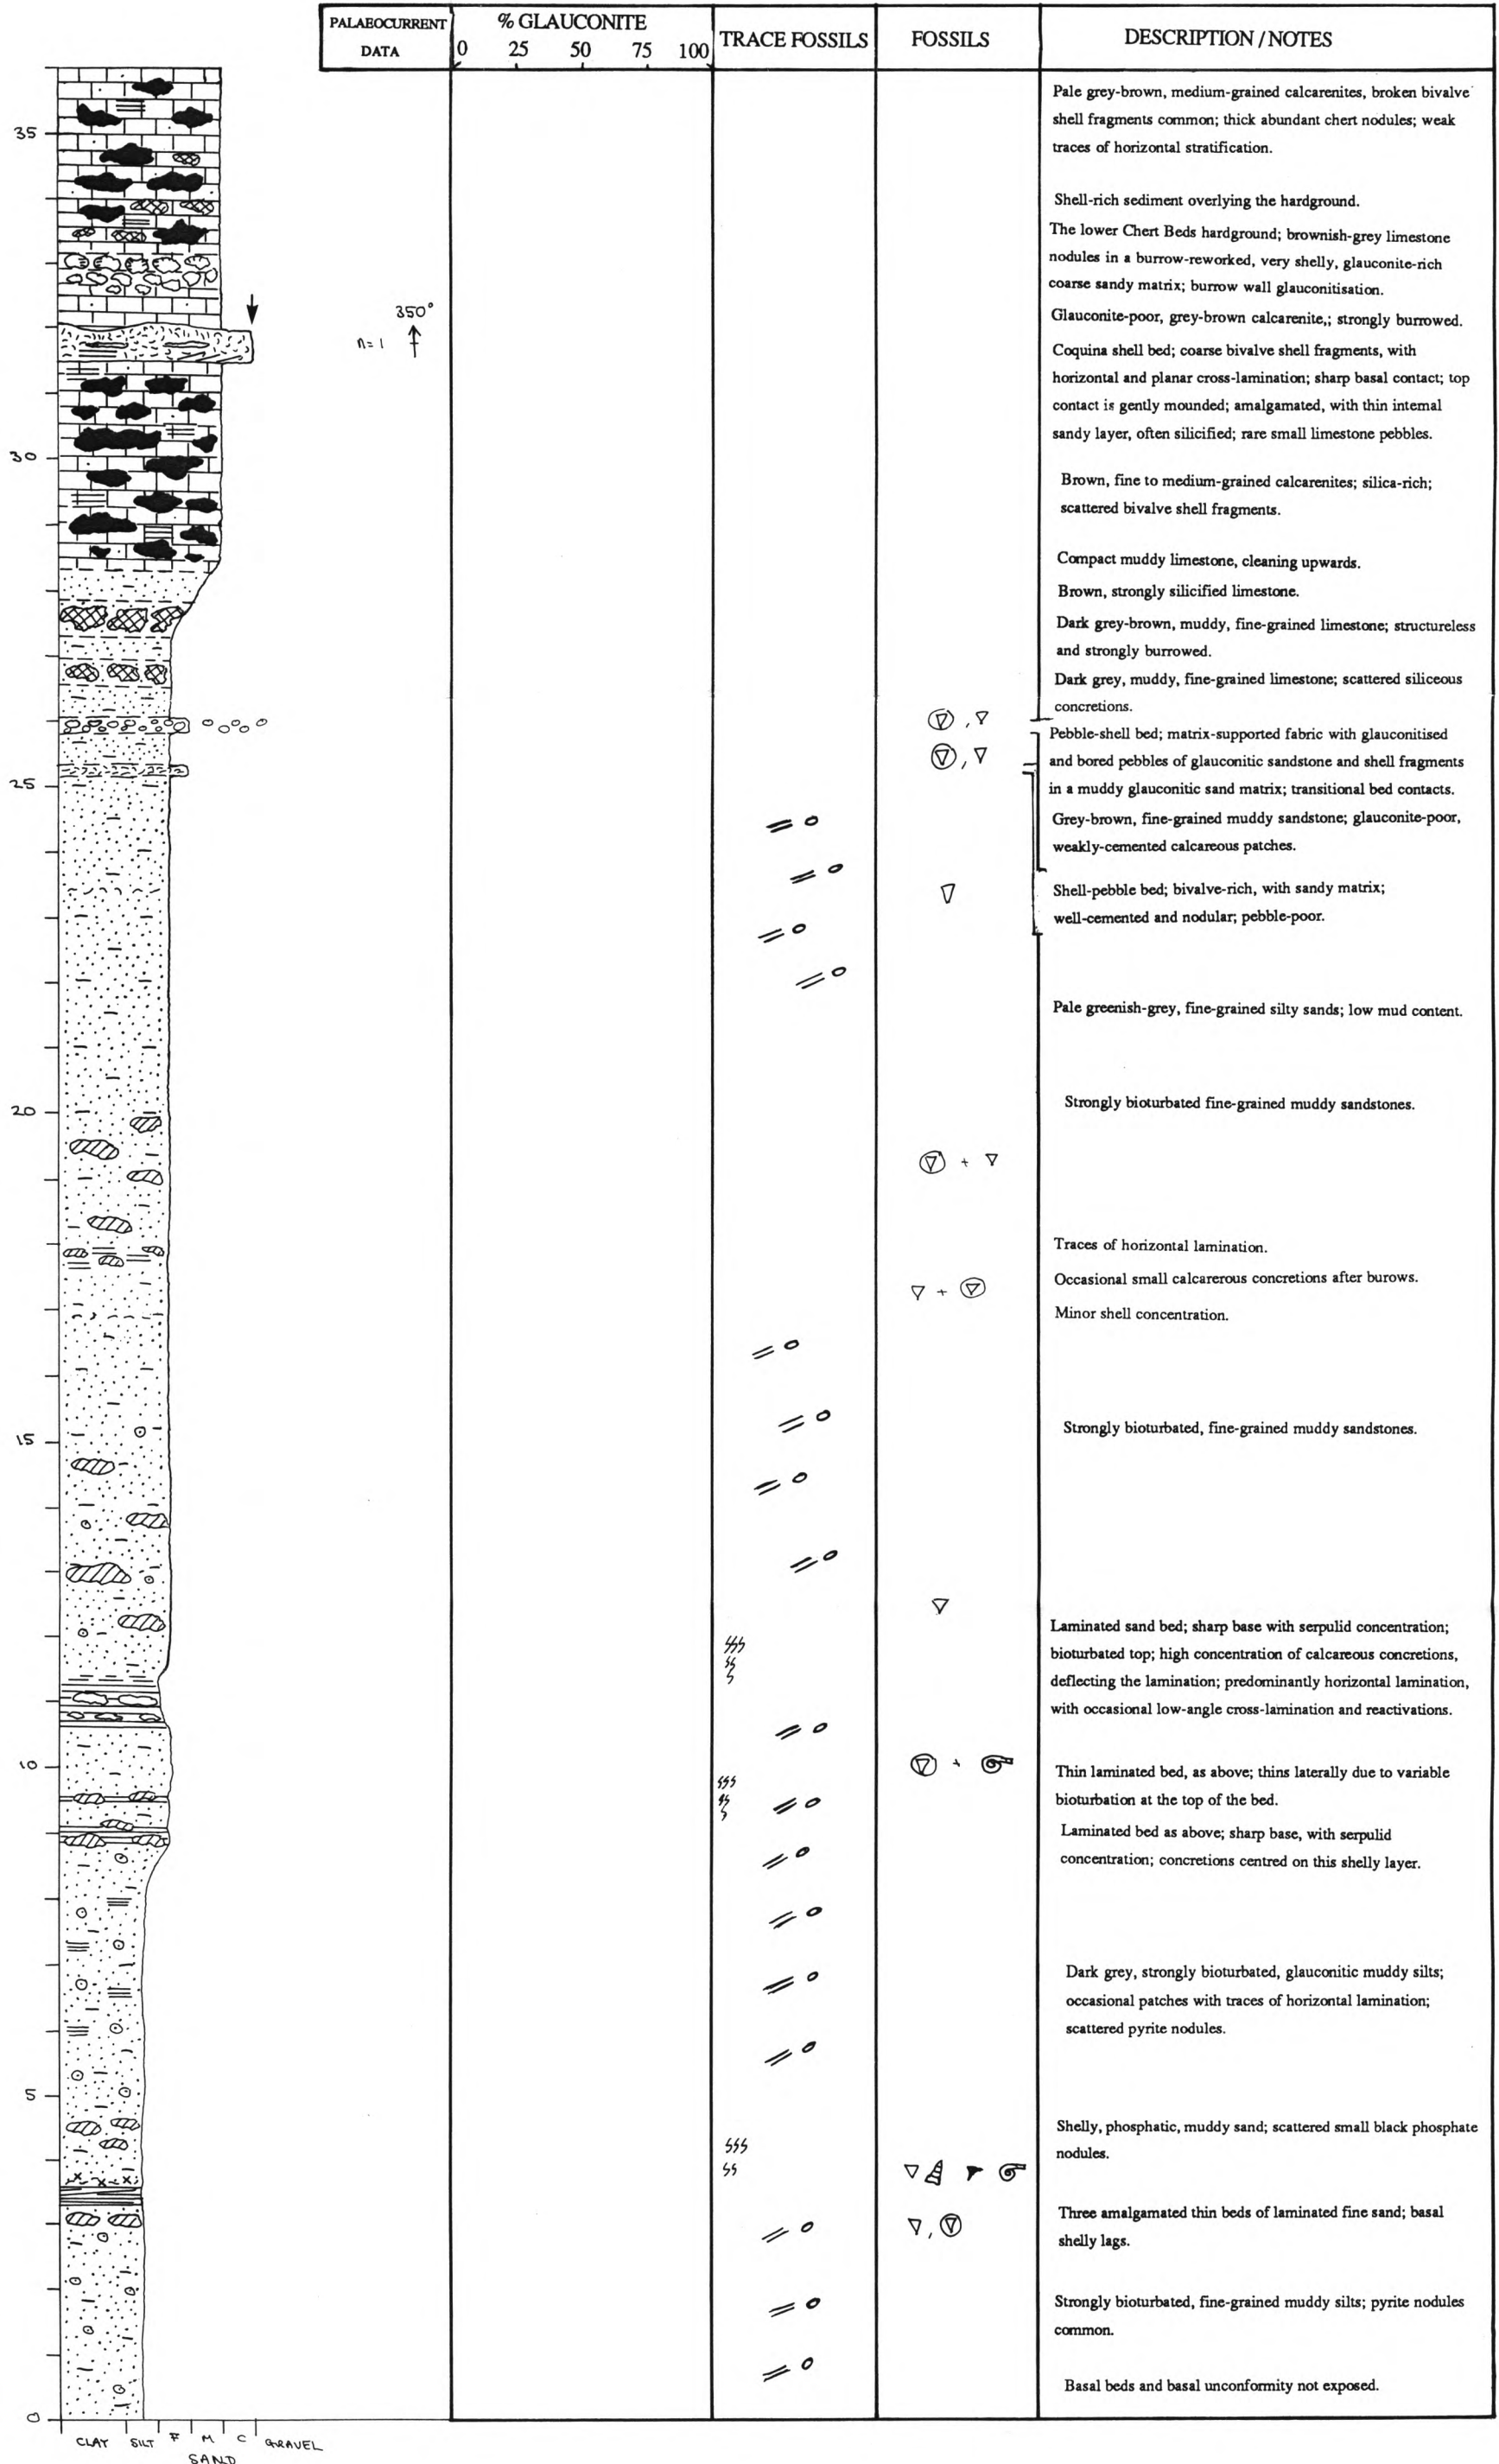 PALAEOCURRENT DATA
% GLAUCONITE
0 25 50 75 100
TRACE FOSSILS
FOSSILS
DESCRIPTION / NOTES
Pale grey-brown, medium-grained calcarenites, broken bivalve
shell fragments common; thick abundant chert nodules; weak
traces of horizontal stratification.
35
Shell-rich sediment overlying the hardground.
The lower Chert Beds hardground; brownish-grey limestone
nodules in a burrow-reworked, very shelly, glauconite-rich
coarse sandy matrix; burrow wall glauconitisation.
350°
n=1
Glauconite-poor, grey-brown calcarenite,; strongly burrowed.
Coquina shell bed; coarse bivalve shell fragments, with
horizontal and planar cross-lamination; sharp basal contact; top
contact is gently mounded; amalgamated, with thin internal
sandy layer, often silicified; rare small limestone pebbles.
30
Brown, fine to medium-grained calcarenites; silica-rich;
scattered bivalve shell fragments.
Compact muddy limestone, cleaning upwards.
Brown, strongly silicified limestone.
Dark grey-brown, muddy, fine-grained limestone; structureless
and strongly burrowed.
Dark grey, muddy, fine-grained limestone; scattered siliceous
concretions.
Pebble-shell bed; matrix-supported fabric with glauconitised
and bored pebbles of glauconitic sandstone and shell fragments
in a muddy glauconitic sand matrix; transitional bed contacts.
25
Grey-brown, fine-grained muddy sandstone; glauconite-poor,
weakly-cemented calcareous patches.
Shell-pebble bed; bivalve-rich, with sandy matrix;
well-cemented and nodular; pebble-poor.
Pale greenish-grey, fine-grained silty sands; low mud content.
20
Strongly bioturbated fine-grained muddy sandstones.
Traces of horizontal lamination.
Occasional small calcarerous concretions after burows.
Minor shell concentration.
15
Strongly bioturbated, fine-grained muddy sandstones.
Laminated sand bed; sharp base with serpulid concentration;
bioturbated top; high concentration of calcareous concretions,
deflecting the lamination; predominantly horizontal lamination,
with occasional low-angle cross-lamination and reactivations.
10
Thin laminated bed, as above; thins laterally due to variable
bioturbation at the top of the bed.
Laminated bed as above; sharp base, with serpulid
concentration; concretions centred on this shelly layer.
Dark grey, strongly bioturbated, glauconitic muddy silts;
occasional patches with traces of horizontal lamination;
scattered pyrite nodules.
5
Shelly, phosphatic, muddy sand; scattered small black phosphate
nodules.
Three amalgamated thin beds of laminated fine sand; basal
shelly lags.
Strongly bioturbated, fine-grained muddy silts; pyrite nodules
common.
Basal beds and basal unconformity not exposed.
0
CLAY SILT F M C GRAVEL
SAND